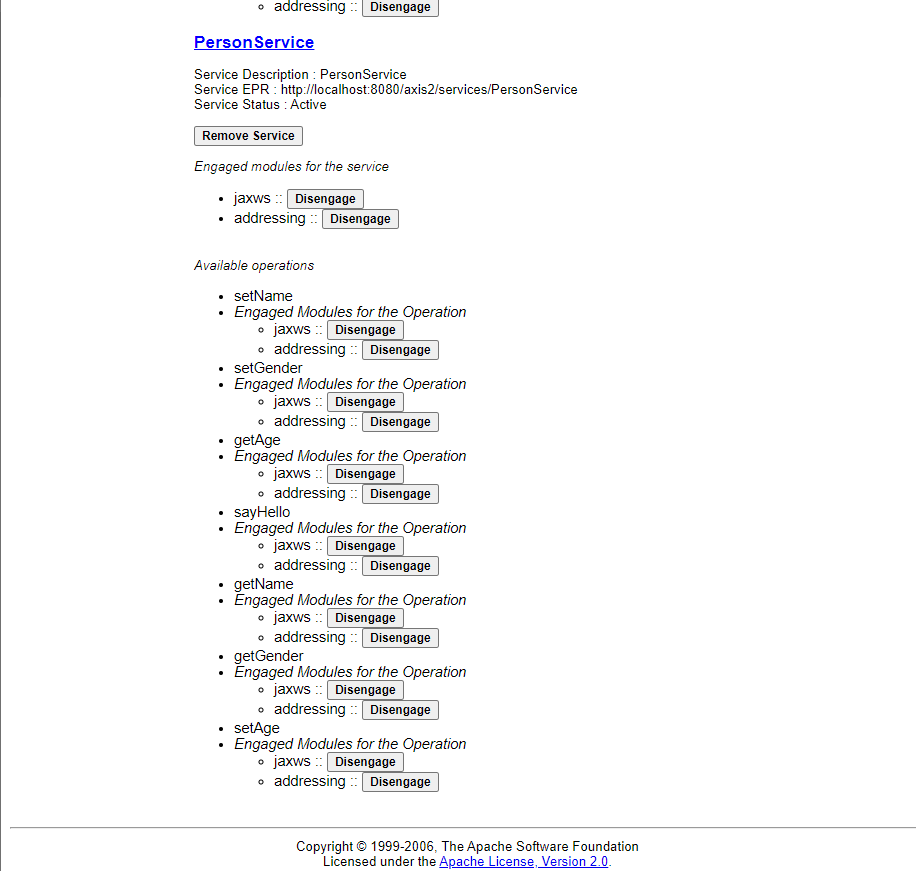 addressing :: Disengage
PersonService
Service Description : PersonService
Service EPR : http://localhost:8080/axis2/services/PersonService
Service Status : Active
Remove Service
Engaged modules for the service
jaxws :: Disengage
addressing :: Disengage
Available operations
setName
Engaged Modules for the Operation
jaxws :: Disengage
addressing :: Disengage
setGender
Engaged Modules for the Operation
jaxws :: Disengage
addressing :: Disengage
getAge
Engaged Modules for the Operation
jaxws :: Disengage
addressing :: Disengage
sayHello
Engaged Modules for the Operation
jaxws :: Disengage
addressing :: Disengage
getName
Engaged Modules for the Operation
jaxws :: Disengage
addressing :: Disengage
getGender
Engaged Modules for the Operation
jaxws :: Disengage
addressing :: Disengage
setAge
Engaged Modules for the Operation
jaxws :: Disengage
addressing :: Disengage
Copyright © 1999-2006, The Apache Software Foundation
Licensed under the Apache License, Version 2.0.